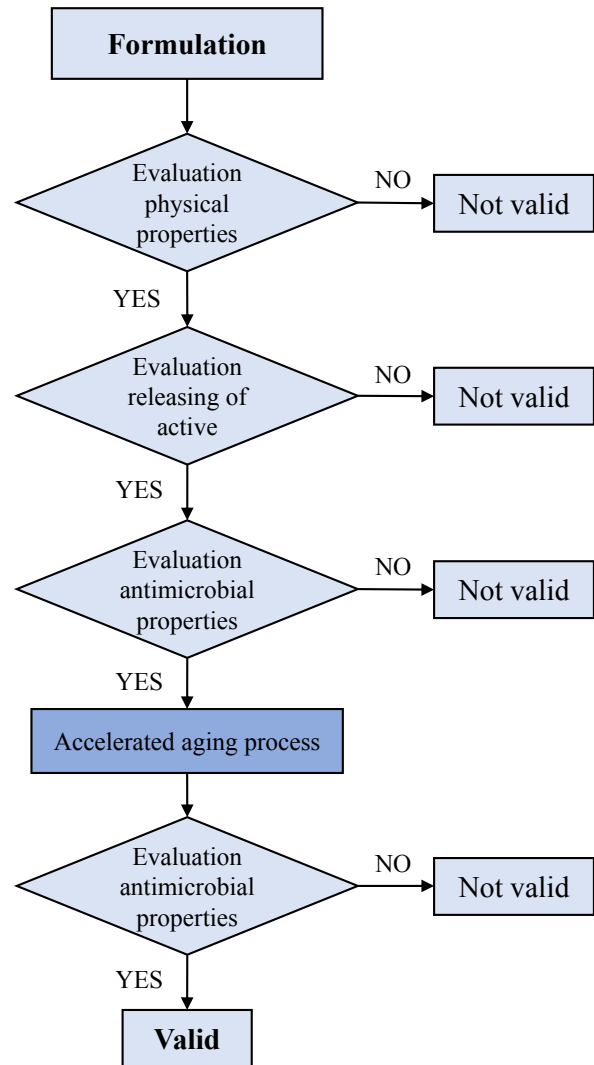 Formulation
Evaluation
physical
properties
NO
Not valid
YES
Evaluation
releasing of
active
NO
Not valid
YES
Evaluation
antimicrobial
properties
NO
Not valid
YES
Accelerated aging process
Evaluation
antimicrobial
properties
NO
Not valid
YES
Valid